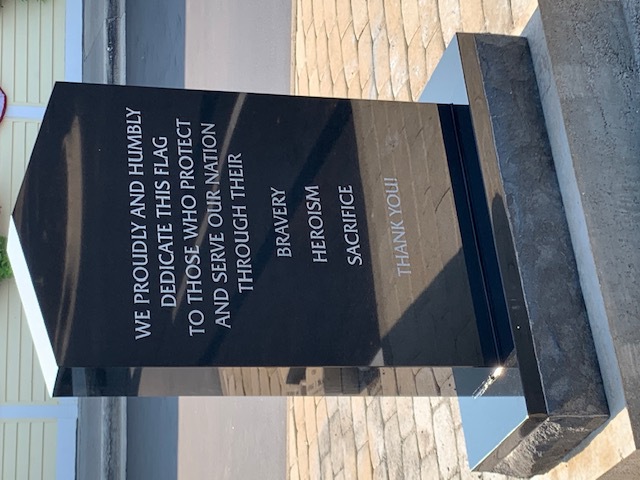 WE PROUDLY AND HUMBLY
DEDICATE THIS FLAG
TO THOSE WHO PROTECT
AND SERVE OUR NATION
THROUGH THEIR
BRAVERY
HEROISM
SACRIFICE
THANK YOU!